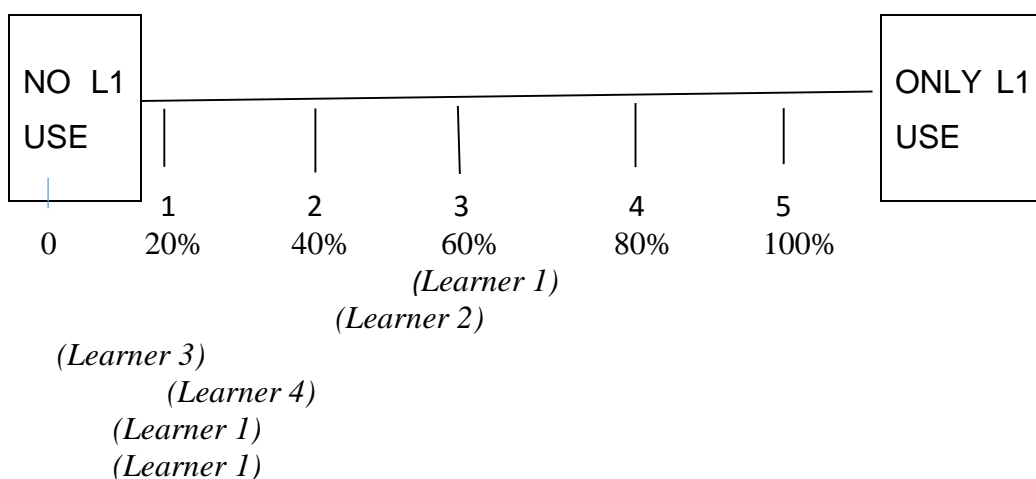 NO L1
USE
ONLY L1
USE
1 2 3 4 5
0 20% 40% 60% 80% 100%
(Learner 1)
(Learner 2)
(Learner 3)
(Learner 4)
(Learner 1)
(Learner 1)